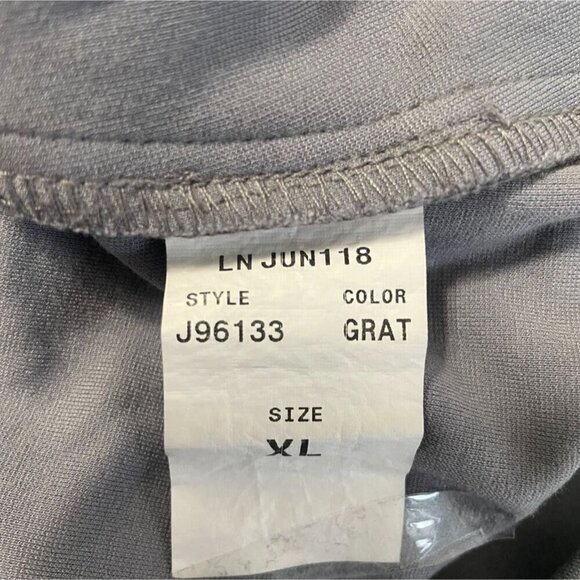 LN JUN118
STYLE COLOR
J96133 GRAT
SIZE
XL